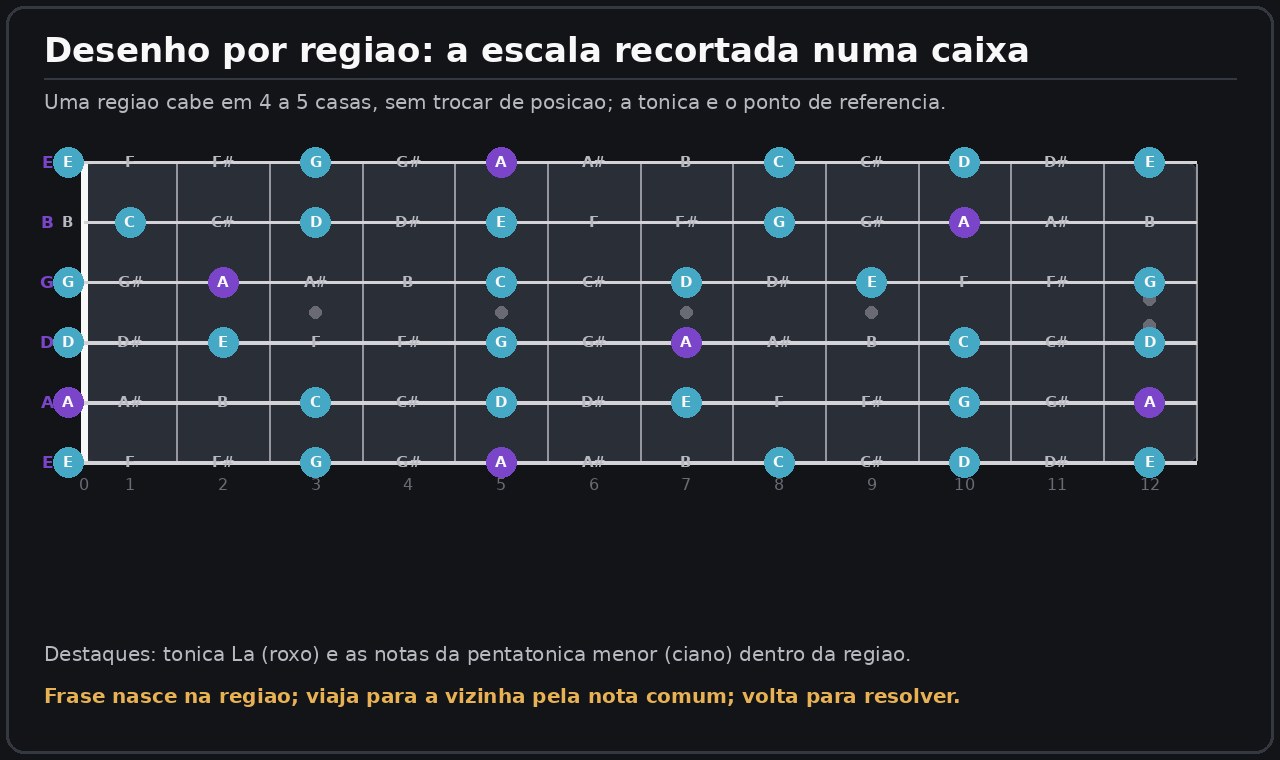 Desenho por regiao: a escala recortada numa caixa
Uma regiao cabe em 4 a 5 casas, sem trocar de posicao; a tonica e o ponto de referencia.
E E F F# G G# A A# B C C# D D# E
B B C C# D D# E F F# G G# A A# B
G G G# A A# B C C# D D# E F F# G
D D D# E F F# G G# A A# B C C# D
A A A# B C C# D D# E F F# G G# A
E E F F# G G# A A# B C C# D D# E
0 1 2 3 4 5 6 7 8 9 10 11 12
Destaques: tonica La (roxo) e as notas da pentatonica menor (ciano) dentro da regiao.
Frase nasce na regiao; viaja para a vizinha pela nota comum; volta para resolver.